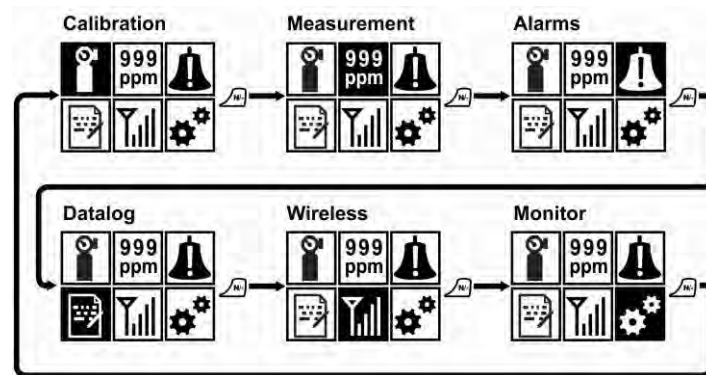 Calibration
Measurement
Alarms
999
ppm
N/-
999
ppm
N/-
999
ppm
N/-
Datalog
Wireless
Monitor
999
ppm
N/-
999
ppm
N/-
999
ppm
N/-